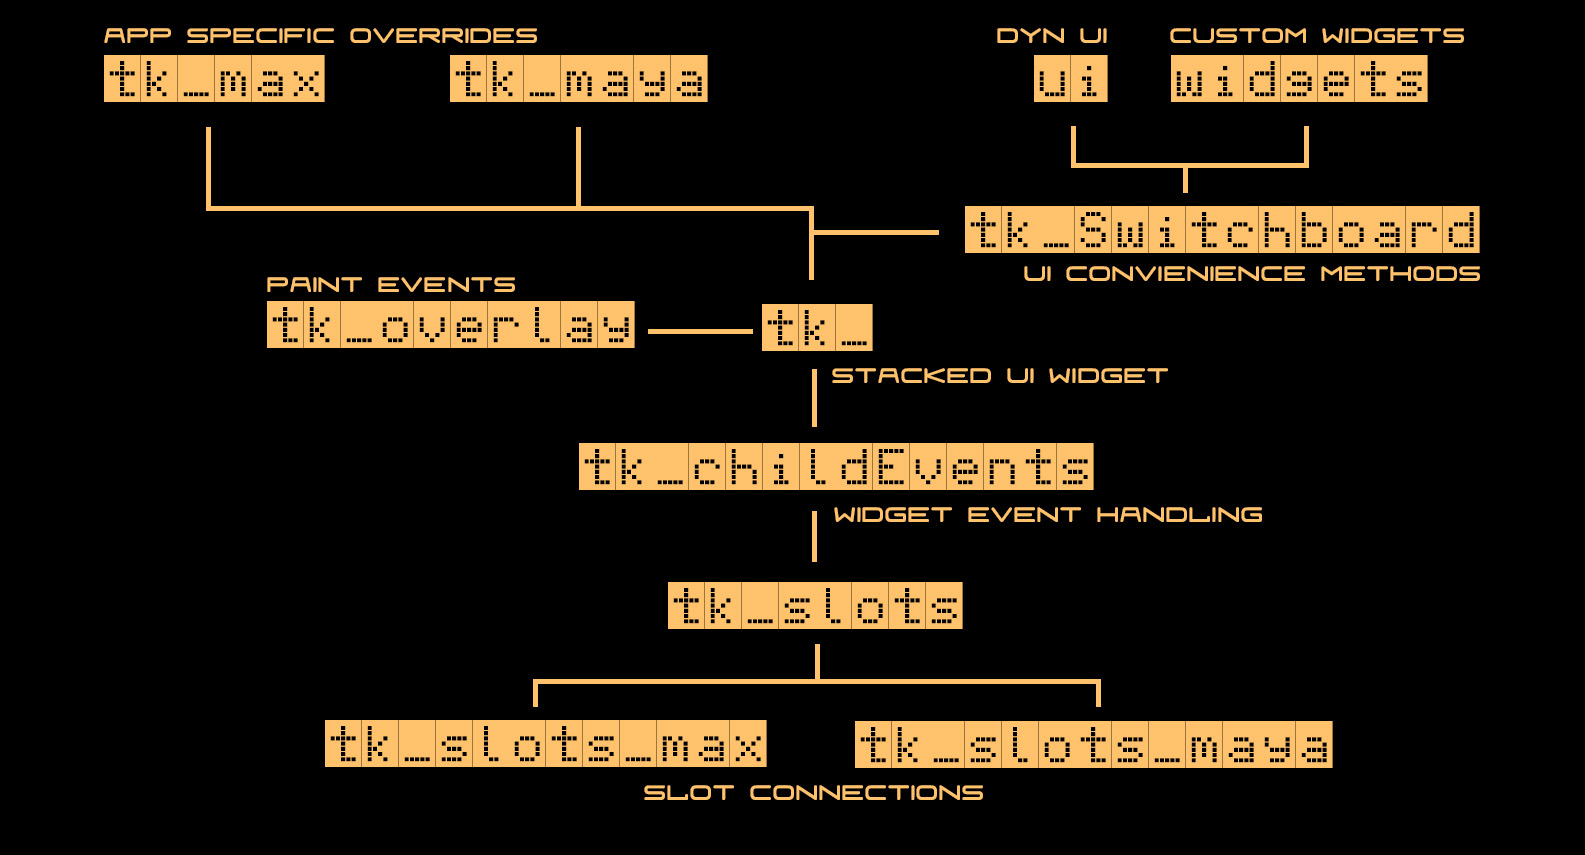 APP SPECIFIC OVERRIDES
tk_max
tk_maya
DYN UI
ui
CUSTOM WIDGETS
widgets
tk_Switchboard
UI CONVIENIENCE METHODS
PAINT EVENTS
tk_overlay
tk_
STACKED UI WIDGET
tk_childEvents
WIDGET EVENT HANDLING
tk_slots
tk_slots_max
tk_slots_maya
SLOT CONNECTIONS